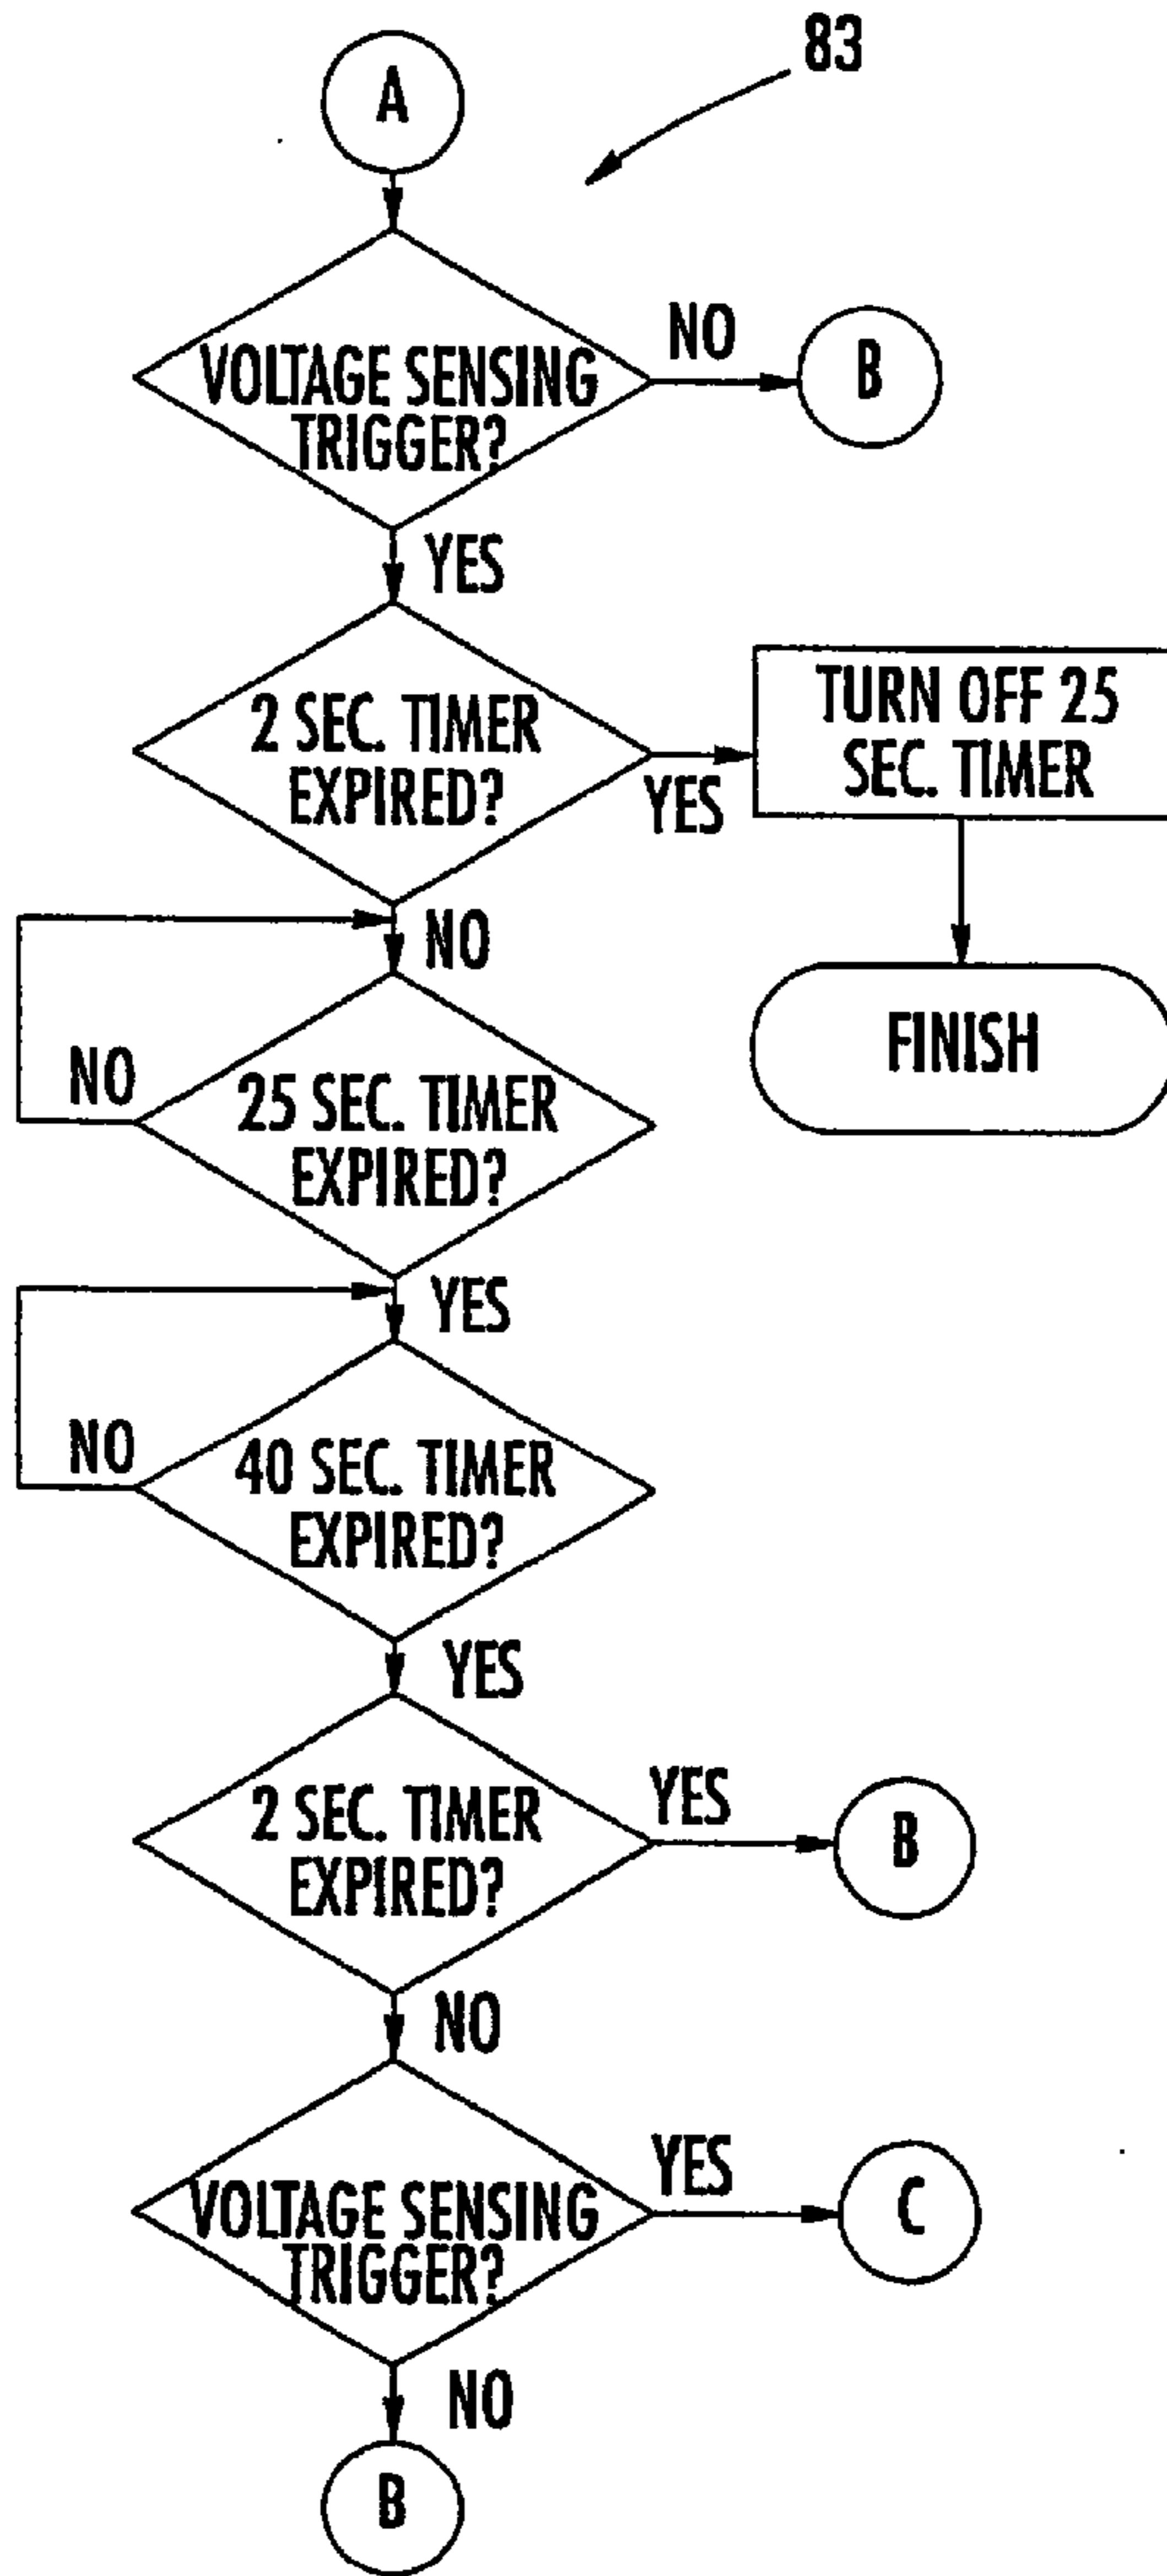 83
A
VOLTAGE SENSING
TRIGGER?
NO
B
YES
2 SEC. TIMER
EXPIRED?
YES
TURN OFF 25
SEC. TIMER
NO
FINISH
NO
25 SEC. TIMER
EXPIRED?
YES
NO
40 SEC. TIMER
EXPIRED?
YES
2 SEC. TIMER
EXPIRED?
YES
B
NO
VOLTAGE SENSING
TRIGGER?
YES
C
NO
B